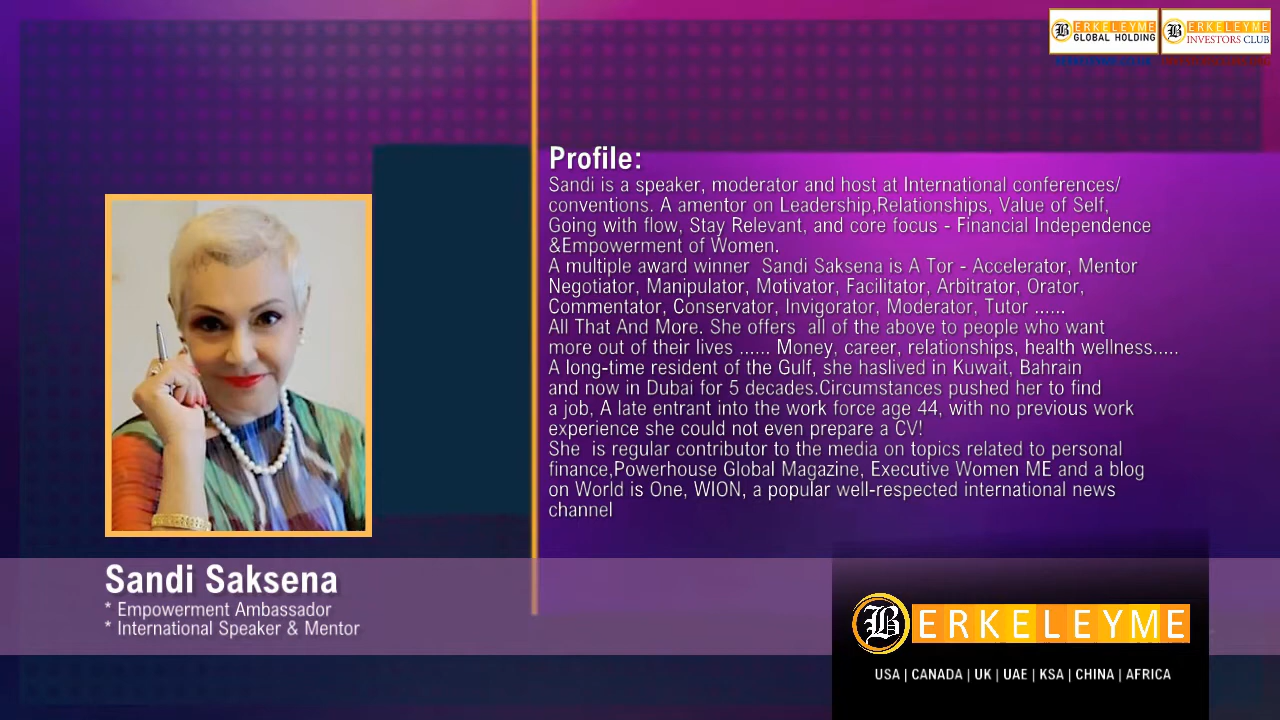 BERKELEYME
GLOBAL HOLDING
BERKELEYME
INVESTORS CLUB
Profile:
Sandi is a speaker, moderator and host at International conferences/
conventions. A amentor on Leadership,Relationships, Value of Self,
Going with flow, Stay Relevant, and core focus - Financial Independence
&Empowerment of Women.
A multiple award winner  Sandi Saksena is A Tor - Accelerator, Mentor
Negotiator, Manipulator, Motivator, Facilitator, Arbitrator, Orator,
Commentator, Conservator, Invigorator, Moderator, Tutor ......
All That And More. She offers  all of the above to people who want
more out of their lives ...... Money, career, relationships, health wellness.....
A long-time resident of the Gulf, she haslived in Kuwait, Bahrain
and now in Dubai for 5 decades.Circumstances pushed her to find
a job, A late entrant into the work force age 44, with no previous work
experience she could not even prepare a CV!
She  is regular contributor to the media on topics related to personal
finance,Powerhouse Global Magazine, Executive Women ME and a blog
on World is One, WION, a popular well-respected international news
channel
Sandi Saksena
* Empowerment Ambassador
* International Speaker & Mentor
BERKELEYME
USA | CANADA | UK | UAE | KSA | CHINA | AFRICA